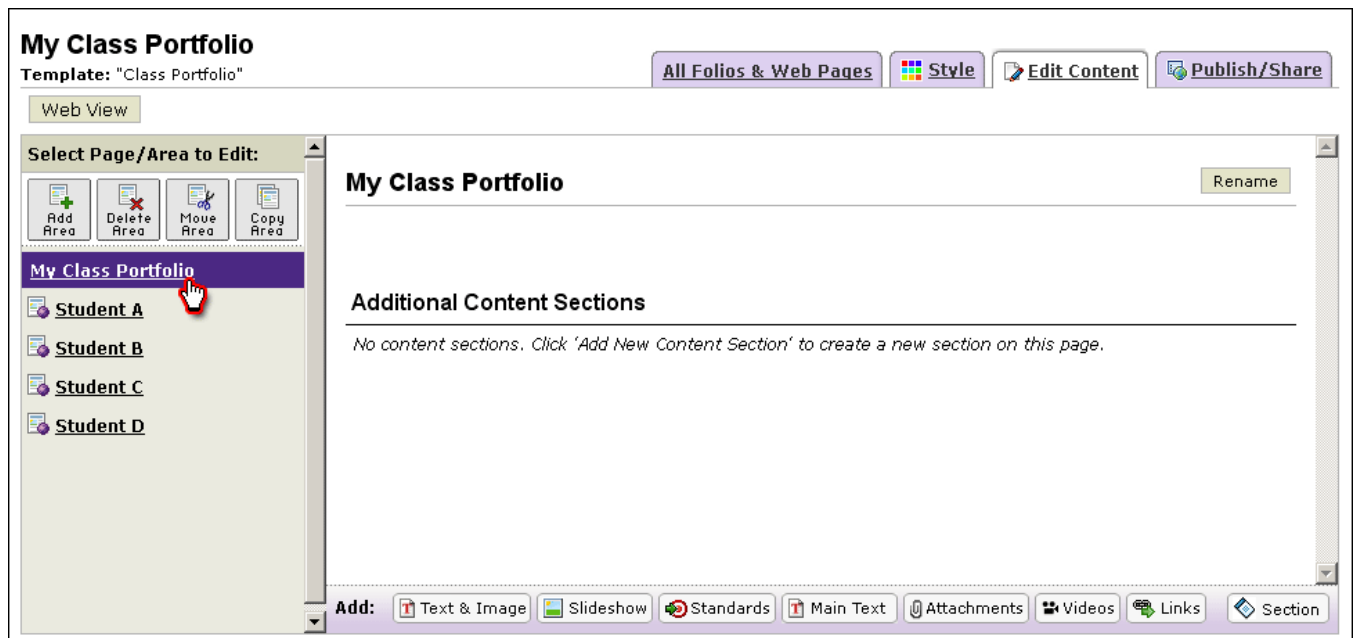 My Class Portfolio
Template: "Class Portfolio"
All Folios & Web Pages
Style
Edit Content
Publish/Share
Web View
Select Page/Area to Edit:
Add Area
Delete Area
Move Area
Copy Area
My Class Portfolio
Student A
Student B
Student C
Student D
My Class Portfolio
Rename
Additional Content Sections
No content sections. Click 'Add New Content Section' to create a new section on this page.
Add: Text & Image Slideshow Standards Main Text Attachments Videos Links Section